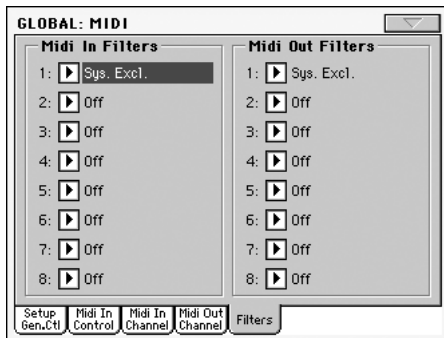 GLOBAL: MIDI
Midi In Filters
1: Sys. Excl.
2: Off
3: Off
4: Off
5: Off
6: Off
7: Off
8: Off
Midi Out Filters
1: Sys. Excl.
2: Off
3: Off
4: Off
5: Off
6: Off
7: Off
8: Off
Setup Gen.Ctl
Midi In Control
Midi In Channel
Midi Out Channel
Filters